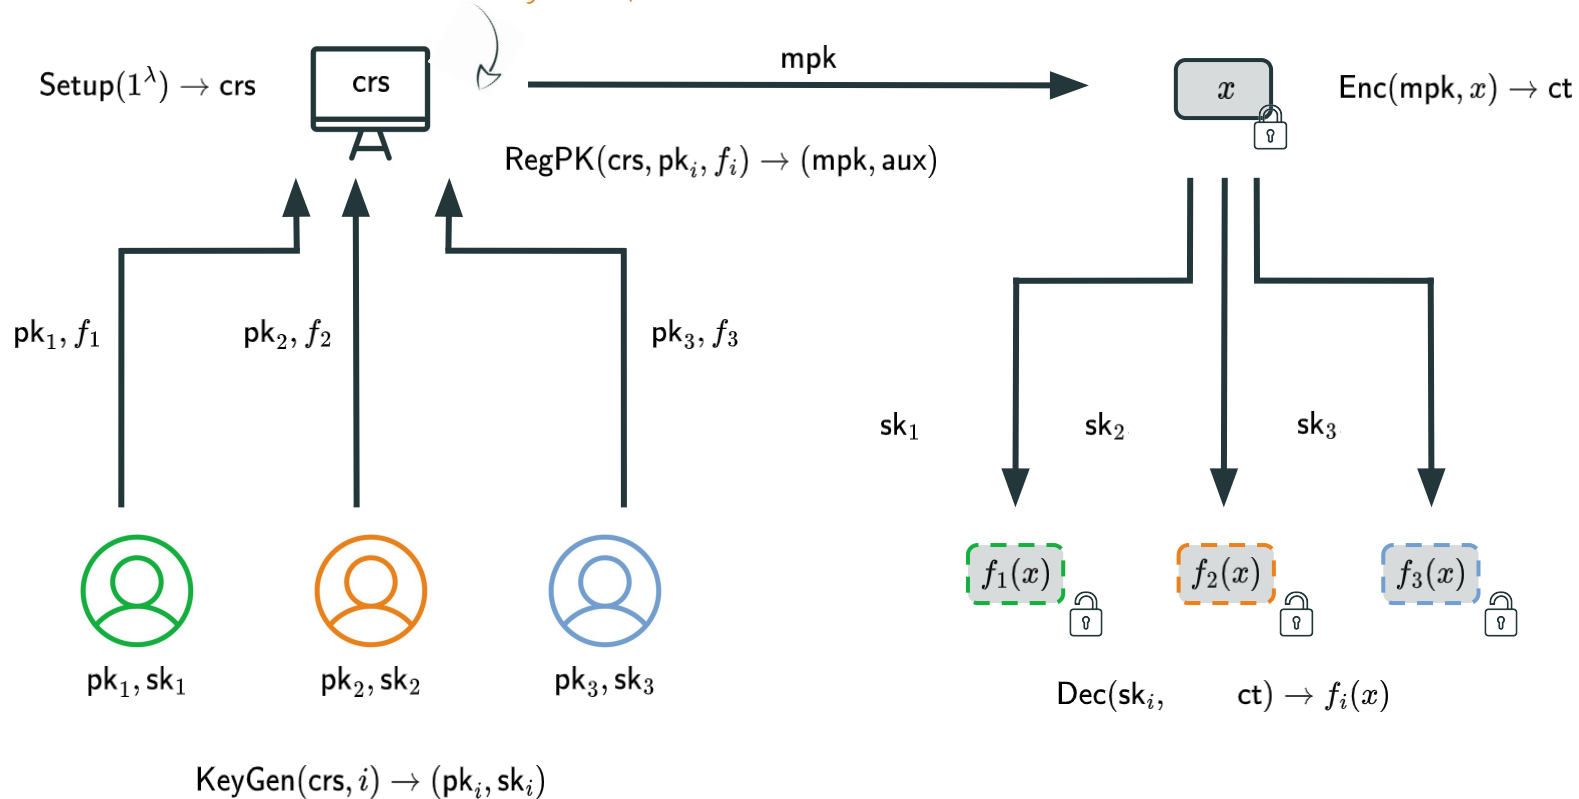 Setup(1^λ) → crs
crs
mpk
x
Enc(mpk, x) → ct
RegPK(crs, pk_i, f_i) → (mpk, aux)
pk_1, f_1
pk_2, f_2
pk_3, f_3
sk_1
sk_2
sk_3
f_1(x)
f_2(x)
f_3(x)
pk_1, sk_1
pk_2, sk_2
pk_3, sk_3
Dec(sk_i, ct) → f_i(x)
KeyGen(crs, i) → (pk_i, sk_i)